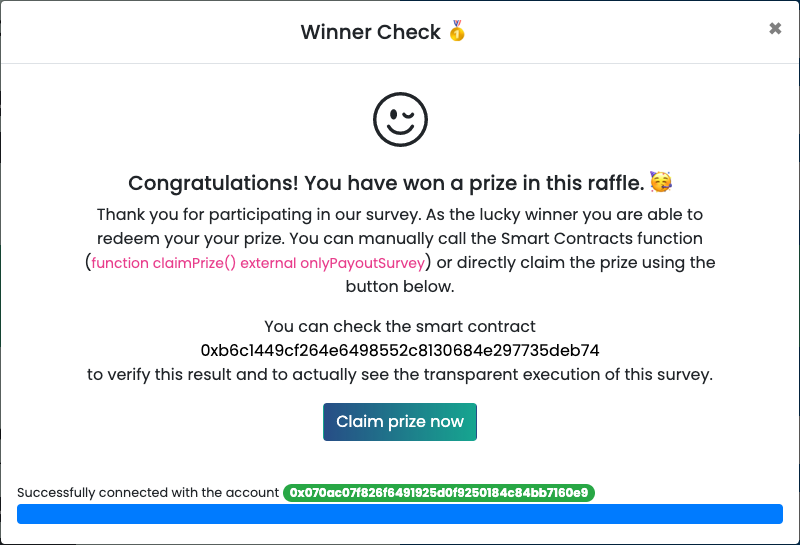 Winner Check 🥇
Congratulations! You have won a prize in this raffle. 🥳
Thank you for participating in our survey. As the lucky winner you are able to
redeem your your prize. You can manually call the Smart Contracts function
(function claimPrize() external onlyPayoutSurvey) or directly claim the prize using the
button below.
You can check the smart contract
0xb6c1449cf264e6498552c8130684e297735deb74
to verify this result and to actually see the transparent execution of this survey.
Claim prize now
Successfully connected with the account 0x070ac07f826f6491925d0f9250184c84bb7160e9